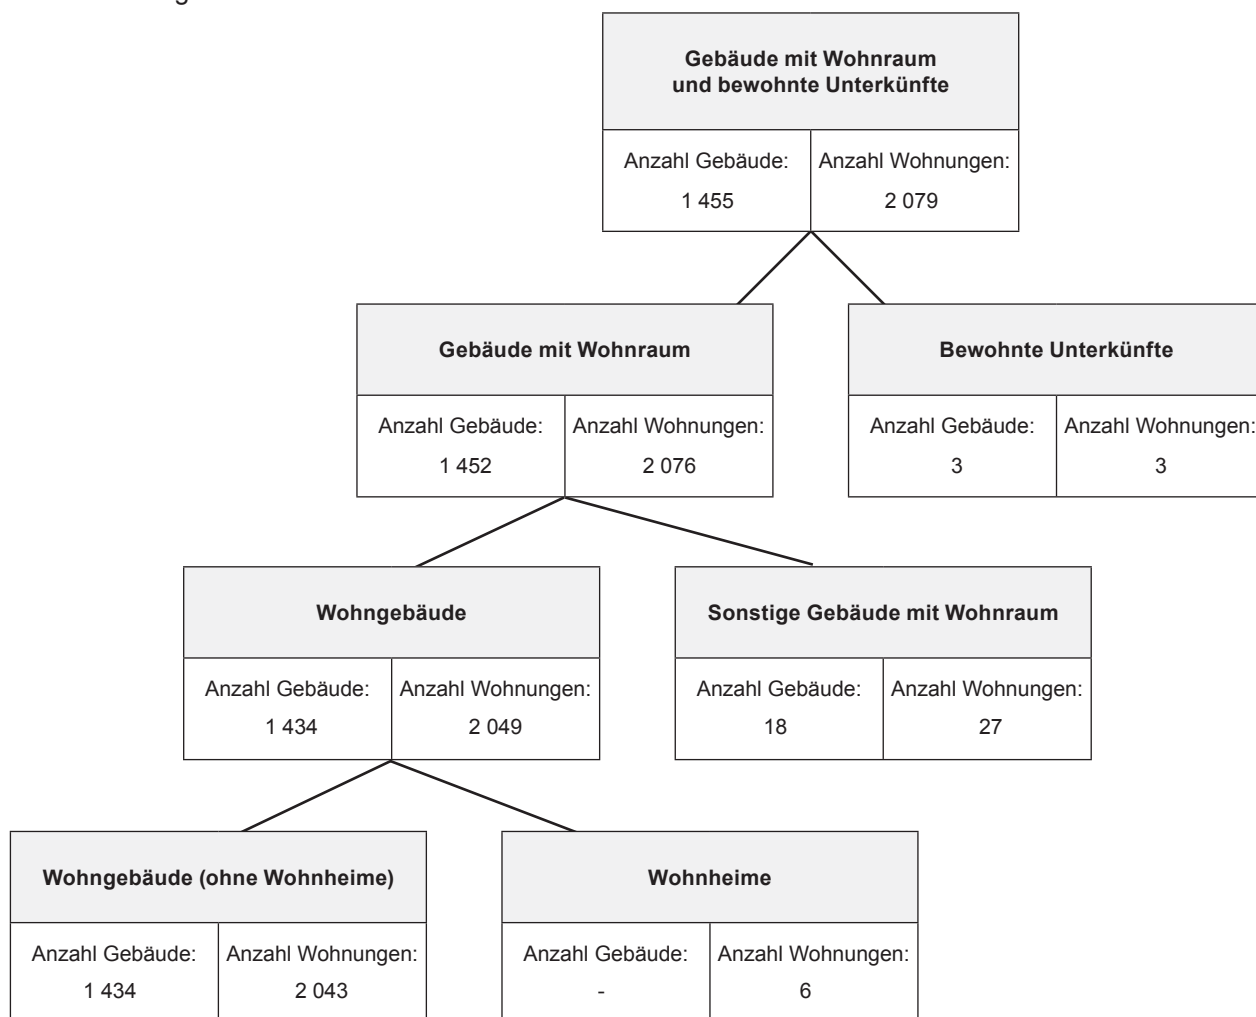 Gebäude mit Wohnraum
und bewohnte Unterkünfte
Anzahl Gebäude: Anzahl Wohnungen:
1 455 2 079
Gebäude mit Wohnraum
Anzahl Gebäude: Anzahl Wohnungen:
1 452 2 076
Bewohnte Unterkünfte
Anzahl Gebäude: Anzahl Wohnungen:
3 3
Wohngebäude
Anzahl Gebäude: Anzahl Wohnungen:
1 434 2 049
Sonstige Gebäude mit Wohnraum
Anzahl Gebäude: Anzahl Wohnungen:
18 27
Wohngebäude (ohne Wohnheime)
Anzahl Gebäude: Anzahl Wohnungen:
1 434 2 043
Wohnheime
Anzahl Gebäude: Anzahl Wohnungen:
- 6